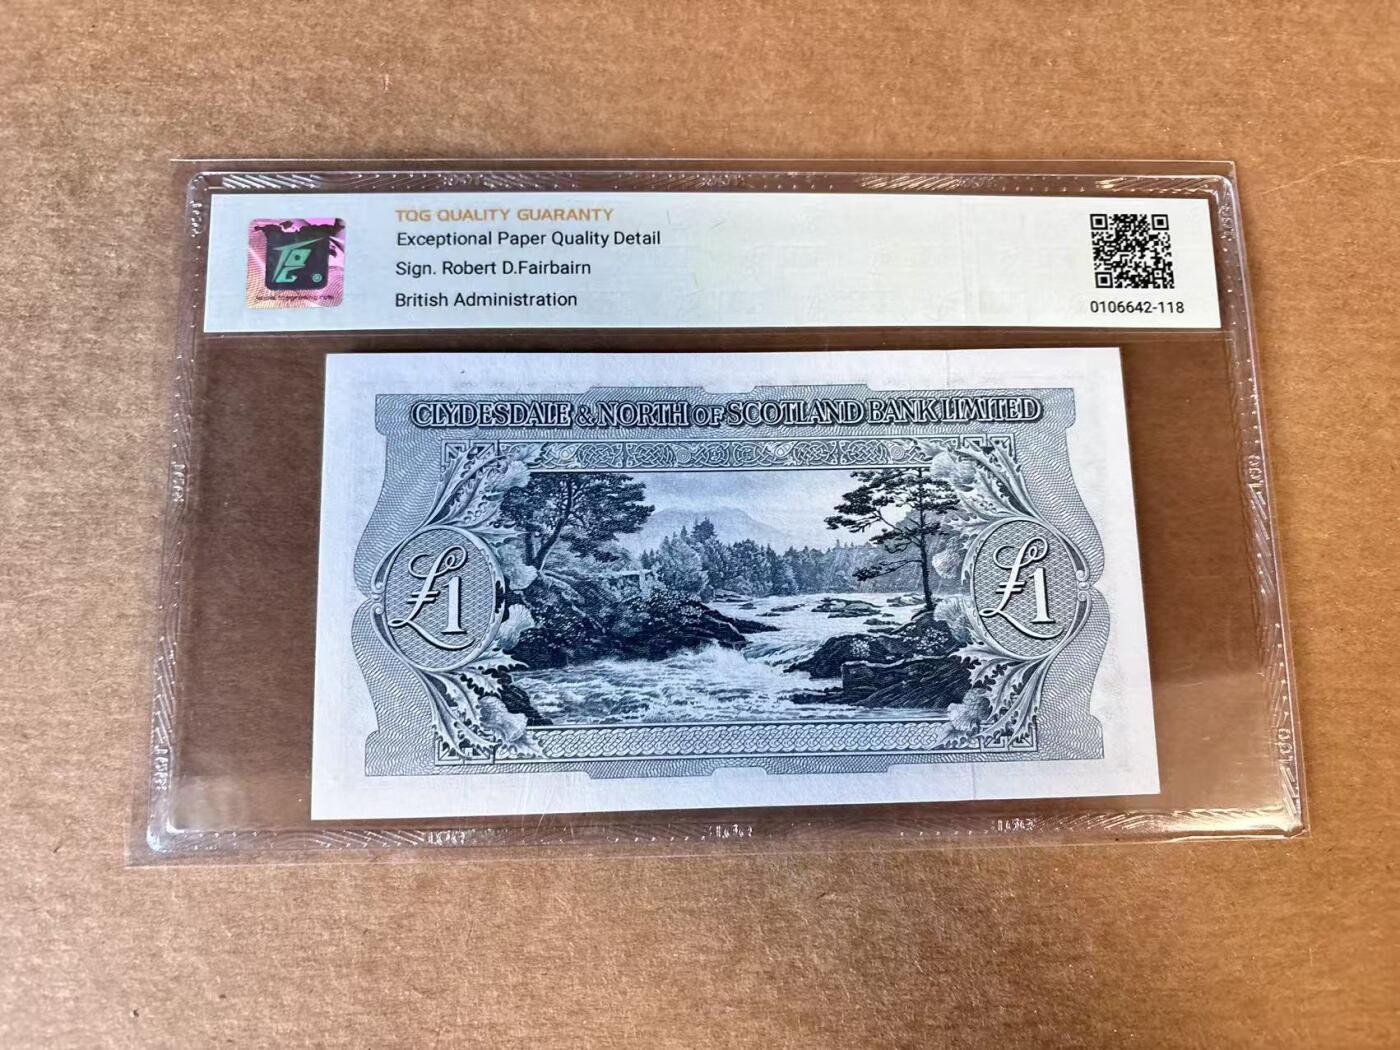 TQG QUALITY GUARANTY
Exceptional Paper Quality Detail
Sign. Robert D.Fairbairn
British Administration
0106642-118
CLYDESDALE & NORTH OF SCOTLAND BANK LIMITED
£1
£1